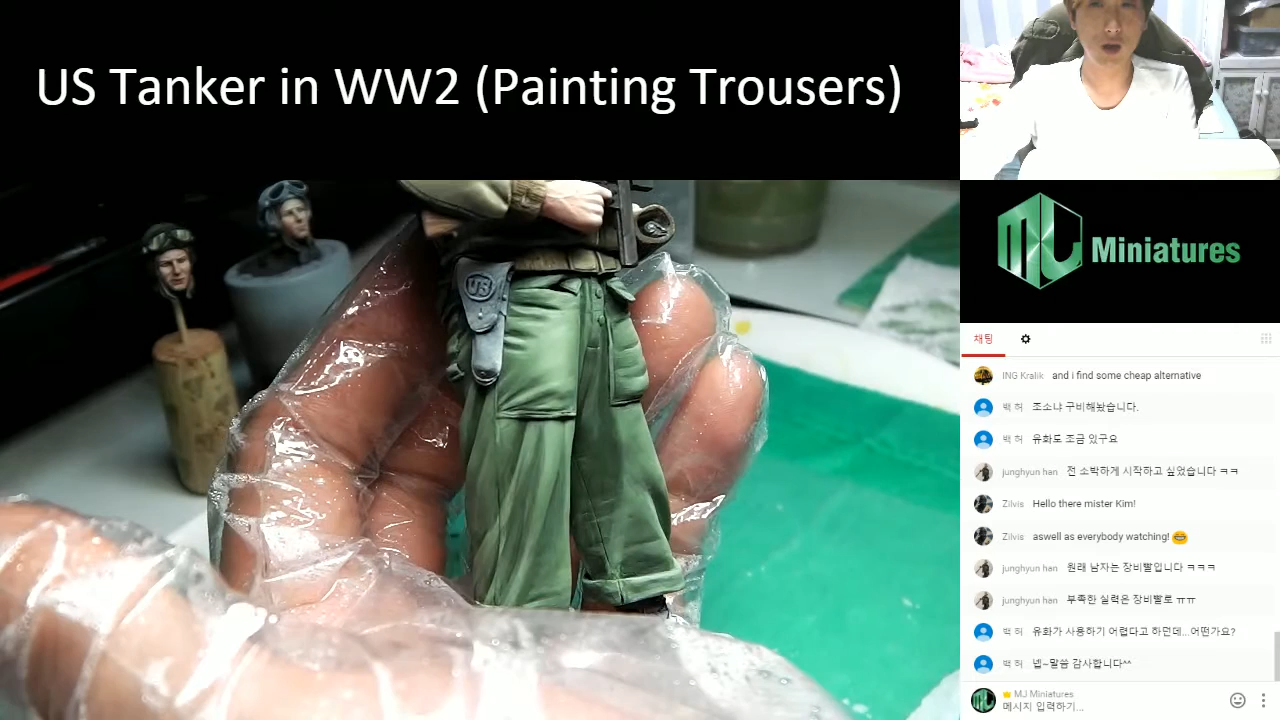 US Tanker in WW2 (Painting Trousers)
US
MJ Miniatures
채팅
ING Kralik and i find some cheap alternative
백 허 조소냐 구비해놨습니다.
백 허 유화도 조금 있구요
junghyun han 전 소박하게 시작하고 싶었습니다 ㅋㅋ
Zilvis Hello there mister Kim!
Zilvis aswell as everybody watching! 😂
junghyun han 원래 남자는 장비빨입니다 ㅋㅋㅋ
junghyun han 부족한 실력은 장비빨로 ㅠㅠ
백 허 유화가 사용하기 어렵다고 하던데...어떤가요?
백 허 넵~말씀 감사합니다^^
MJ Miniatures
메시지 입력하기...